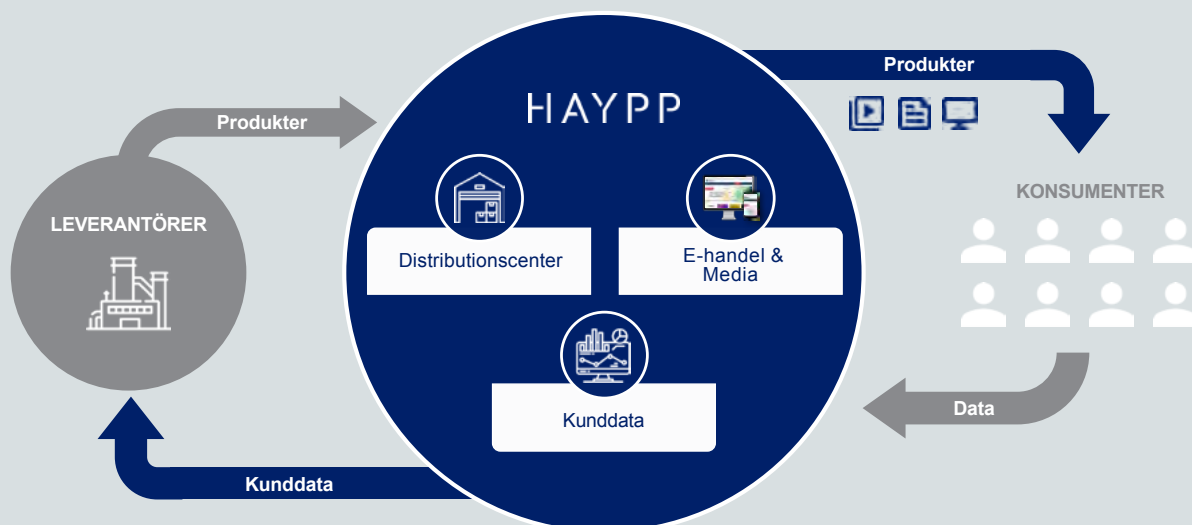 Produkter
HAYPP
Produkter
LEVERANTÖRER
KONSUMENTER
Distributionscenter
E-handel &
Media
Kunddata
Data
Kunddata